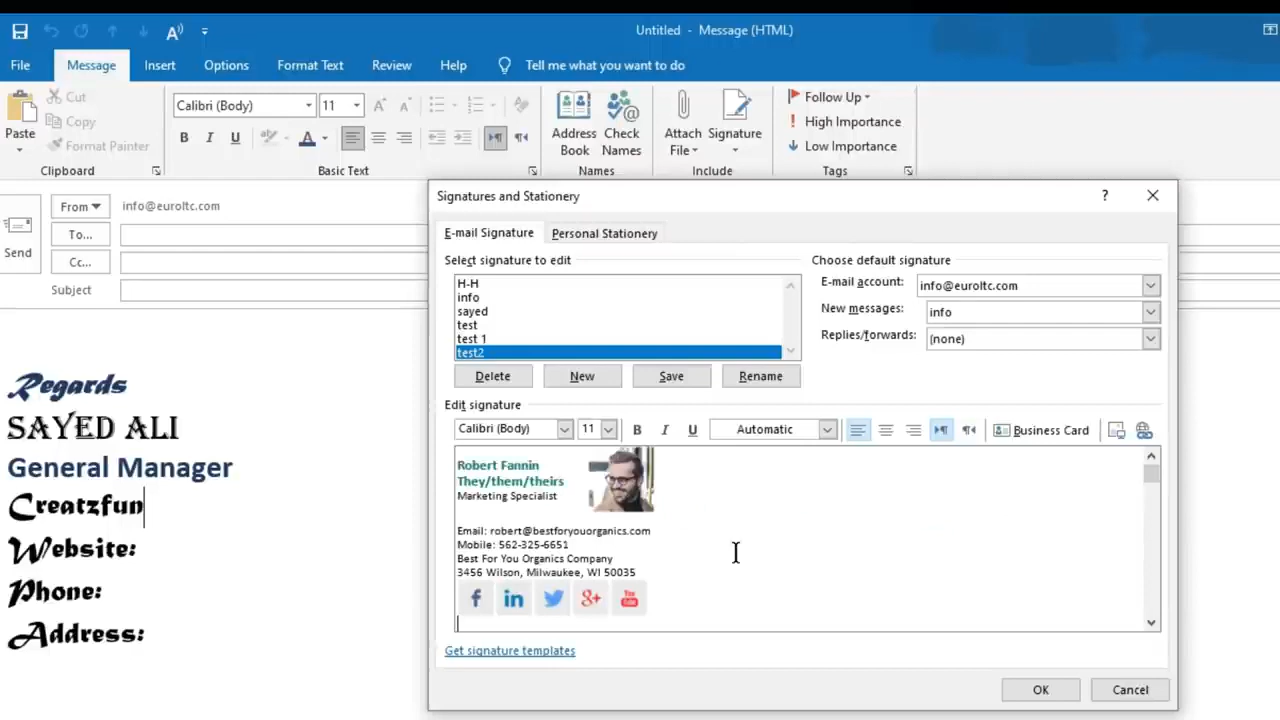 Untitled - Message (HTML)
File Message Insert Options Format Text Review Help Tell me what you want to do
Paste
Cut
Copy
Format Painter
Clipboard
Calibri (Body) 11
B I U A
Basic Text
Address Book
Check Names
Names
Attach File
Signature
Include
Follow Up
High Importance
Low Importance
Tags
Send
From info@euroltc.com
To...
Cc...
Subject
Regards
SAYED ALI
General Manager
Creatzfun
Website:
Phone:
Address:
Signatures and Stationery ?
E-mail Signature Personal Stationery
Select signature to edit
H-H
info
sayed
test
test 1
test2
Delete New Save Rename
Choose default signature
E-mail account: info@euroltc.com
New messages: info
Replies/forwards: (none)
Edit signature
Calibri (Body) 11 B I U Automatic Business Card
Robert Fannin
They/them/theirs
Marketing Specialist
Email: robert@bestforyouorganics.com
Mobile: 562-325-6651
Best For You Organics Company
3456 Wilson, Milwaukee, WI 50035
f in g+ You Tube
Get signature templates
OK Cancel